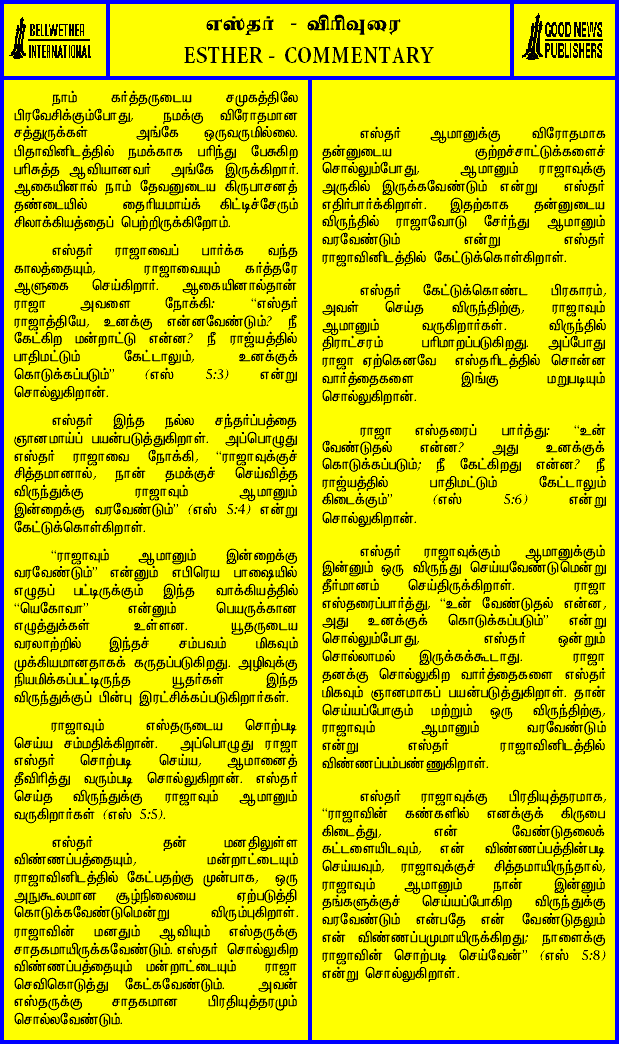 BELLWETHER
INTERNATIONAL
எஸ்தர் - விரிவுரை
ESTHER - COMMENTARY
GOOD NEWS
PUBLISHERS
நாம் கர்த்தருடைய சமுகத்திலே
பிரவேசிக்கும்போது, நமக்கு விரோதமான
சத்துருக்கள் அங்கே ஒருவருமில்லை.
பிதாவினிடத்தில் நமக்காக பரிந்து பேசுகிற
பரிசுத்த ஆவியானவர் அங்கே இருக்கிறார்.
ஆகையினால் நாம் தேவனுடைய கிருபாசனத்
தண்டையில் தைரியமாய்க் கிட்டிச்சேரும்
சிலாக்கியத்தைப் பெற்றிருக்கிறோம்.
எஸ்தர் ராஜாவைப் பார்க்க வந்த
காலத்தையும், ராஜாவையும் கர்த்தரே
ஆளுகை செய்கிறார். ஆகையினால்தான்
ராஜா அவளை நோக்கி: “எஸ்தர்
ராஜாத்தியே, உனக்கு என்னவேண்டும்? நீ
கேட்கிற மன்றாட்டு என்ன? நீ ராஜ்யத்தில்
பாதிமட்டும் கேட்டாலும், உனக்குக்
கொடுக்கப்படும்” (எஸ் 5:3) என்று
சொல்லுகிறான்.
எஸ்தர் இந்த நல்ல சந்தர்ப்பத்தை
ஞானமாய்ப் பயன்படுத்துகிறாள். அப்பொழுது
எஸ்தர் ராஜாவை நோக்கி, “ராஜாவுக்குச்
சித்தமானால், நான் தமக்குச் செய்வித்த
விருந்துக்கு ராஜாவும் ஆமானும்
இன்றைக்கு வரவேண்டும்” (எஸ் 5:4) என்று
கேட்டுக்கொள்கிறாள்.
“ராஜாவும் ஆமானும் இன்றைக்கு
வரவேண்டும்” என்னும் எபிரெய பாஷையில்
எழுதப் பட்டிருக்கும் இந்த வாக்கியத்தில்
“யெகோவா” என்னும் பெயருக்கான
எழுத்துக்கள் உள்ளன. யூதருடைய
வரலாற்றில் இந்தச் சம்பவம் மிகவும்
முக்கியமானதாகக் கருதப்படுகிறது. அழிவுக்கு
நியமிக்கப்பட்டிருந்த யூதர்கள் இந்த
விருந்துக்குப் பின்பு இரட்சிக்கப்படுகிறார்கள்.
ராஜாவும் எஸ்தருடைய சொற்படி
செய்ய சம்மதிக்கிறான். அப்பொழுது ராஜா
எஸ்தர் சொற்படி செய்ய, ஆமானைத்
தீவிரித்து வரும்படி சொல்லுகிறான். எஸ்தர்
செய்த விருந்துக்கு ராஜாவும் ஆமானும்
வருகிறார்கள் (எஸ் 5:5).
எஸ்தர் தன் மனதிலுள்ள
விண்ணப்பத்தையும், மன்றாட்டையும்
ராஜாவினிடத்தில் கேட்பதற்கு முன்பாக, ஒரு
அநுகூலமான சூழ்நிலையை ஏற்படுத்தி
கொடுக்கவேண்டுமென்று விரும்புகிறாள்.
ராஜாவின் மனதும் ஆவியும் எஸ்தருக்கு
சாதகமாயிருக்கவேண்டும். எஸ்தர் சொல்லுகிற
விண்ணப்பத்தையும் மன்றாட்டையும் ராஜா
செவிகொடுத்து கேட்கவேண்டும். அவன்
எஸ்தருக்கு சாதகமான பிரதியுத்தரமும்
சொல்லவேண்டும்.
எஸ்தர் ஆமானுக்கு விரோதமாக
தன்னுடைய குற்றச்சாட்டுக்களைச்
சொல்லும்போது, ஆமானும் ராஜாவுக்கு
அருகில் இருக்கவேண்டும் என்று எஸ்தர்
எதிர்பார்க்கிறாள். இதற்காக தன்னுடைய
விருந்தில் ராஜாவோடு சேர்ந்து ஆமானும்
வரவேண்டும் என்று எஸ்தர்
ராஜாவினிடத்தில் கேட்டுக்கொள்கிறாள்.
எஸ்தர் கேட்டுக்கொண்ட பிரகாரம்,
அவள் செய்த விருந்திற்கு, ராஜாவும்
ஆமானும் வருகிறார்கள். விருந்தில்
திராட்சரம் பரிமாறப்படுகிறது. அப்போது
ராஜா ஏற்கெனவே எஸ்தரிடத்தில் சொன்ன
வார்த்தைகளை இங்கு மறுபடியும்
சொல்லுகிறான்.
ராஜா எஸ்தரைப் பார்த்து: “உன்
வேண்டுதல் என்ன? அது உனக்குக்
கொடுக்கப்படும்; நீ கேட்கிறது என்ன? நீ
ராஜ்யத்தில் பாதிமட்டும் கேட்டாலும்
கிடைக்கும்” (எஸ் 5:6) என்று
சொல்லுகிறான்.
எஸ்தர் ராஜாவுக்கும் ஆமானுக்கும்
இன்னும் ஒரு விருந்து செய்யவேண்டுமென்று
தீர்மானம் செய்திருக்கிறாள். ராஜா
எஸ்தரைப்பார்த்து, “உன் வேண்டுதல் என்ன,
அது உனக்குக் கொடுக்கப்படும்” என்று
சொல்லும்போது, எஸ்தர் ஒன்றும்
சொல்லாமல் இருக்கக்கூடாது. ராஜா
தனக்கு சொல்லுகிற வார்த்தைகளை எஸ்தர்
மிகவும் ஞானமாகப் பயன்படுத்துகிறாள். தான்
செய்யப்போகும் மற்றும் ஒரு விருந்திற்கு,
ராஜாவும் ஆமானும் வரவேண்டும்
என்று எஸ்தர் ராஜாவினிடத்தில்
விண்ணப்பம்பண்ணுகிறாள்.
எஸ்தர் ராஜாவுக்கு பிரதியுத்தரமாக,
“ராஜாவின் கண்களில் எனக்குக் கிருபை
கிடைத்து, என் வேண்டுதலைக்
கட்டளையிடவும், என் விண்ணப்பத்தின்படி
செய்யவும், ராஜாவுக்குச் சித்தமாயிருந்தால்,
ராஜாவும் ஆமானும் நான் இன்னும்
தங்களுக்குச் செய்யப்போகிற விருந்துக்கு
வரவேண்டும் என்பதே என் வேண்டுதலும்
என் விண்ணப்பமுமாயிருக்கிறது; நாளைக்கு
ராஜாவின் சொற்படி செய்வேன்” (எஸ் 5:8)
என்று சொல்லுகிறாள்.